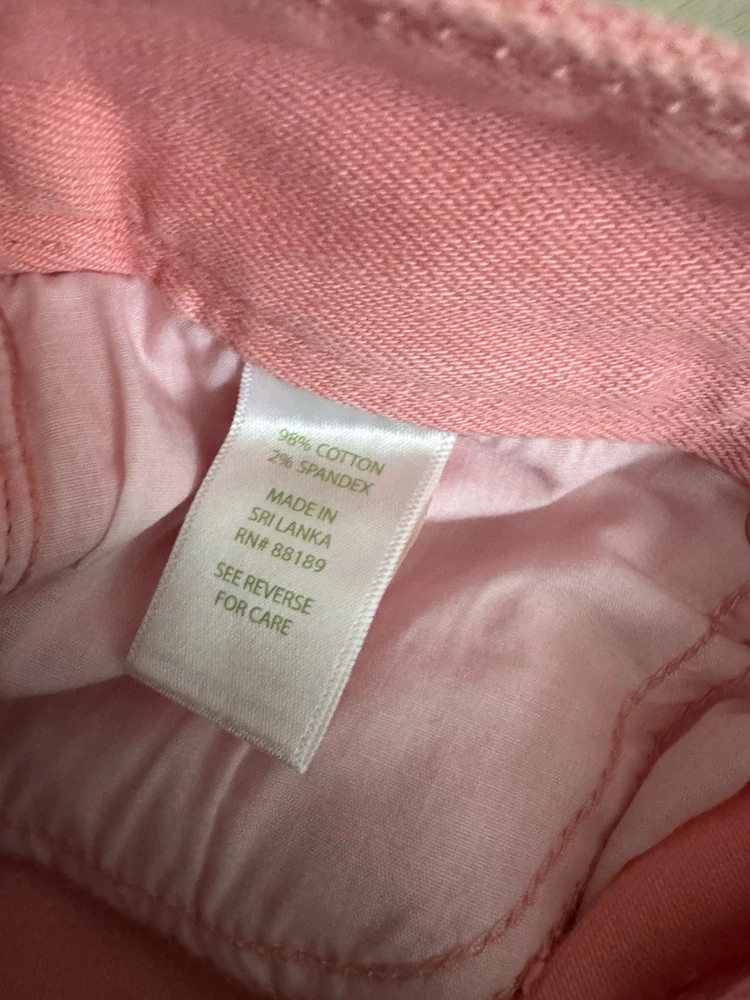 98% COTTON
2% SPANDEX
MADE IN
SRI LANKA
RN# 88189
SEE REVERSE
FOR CARE